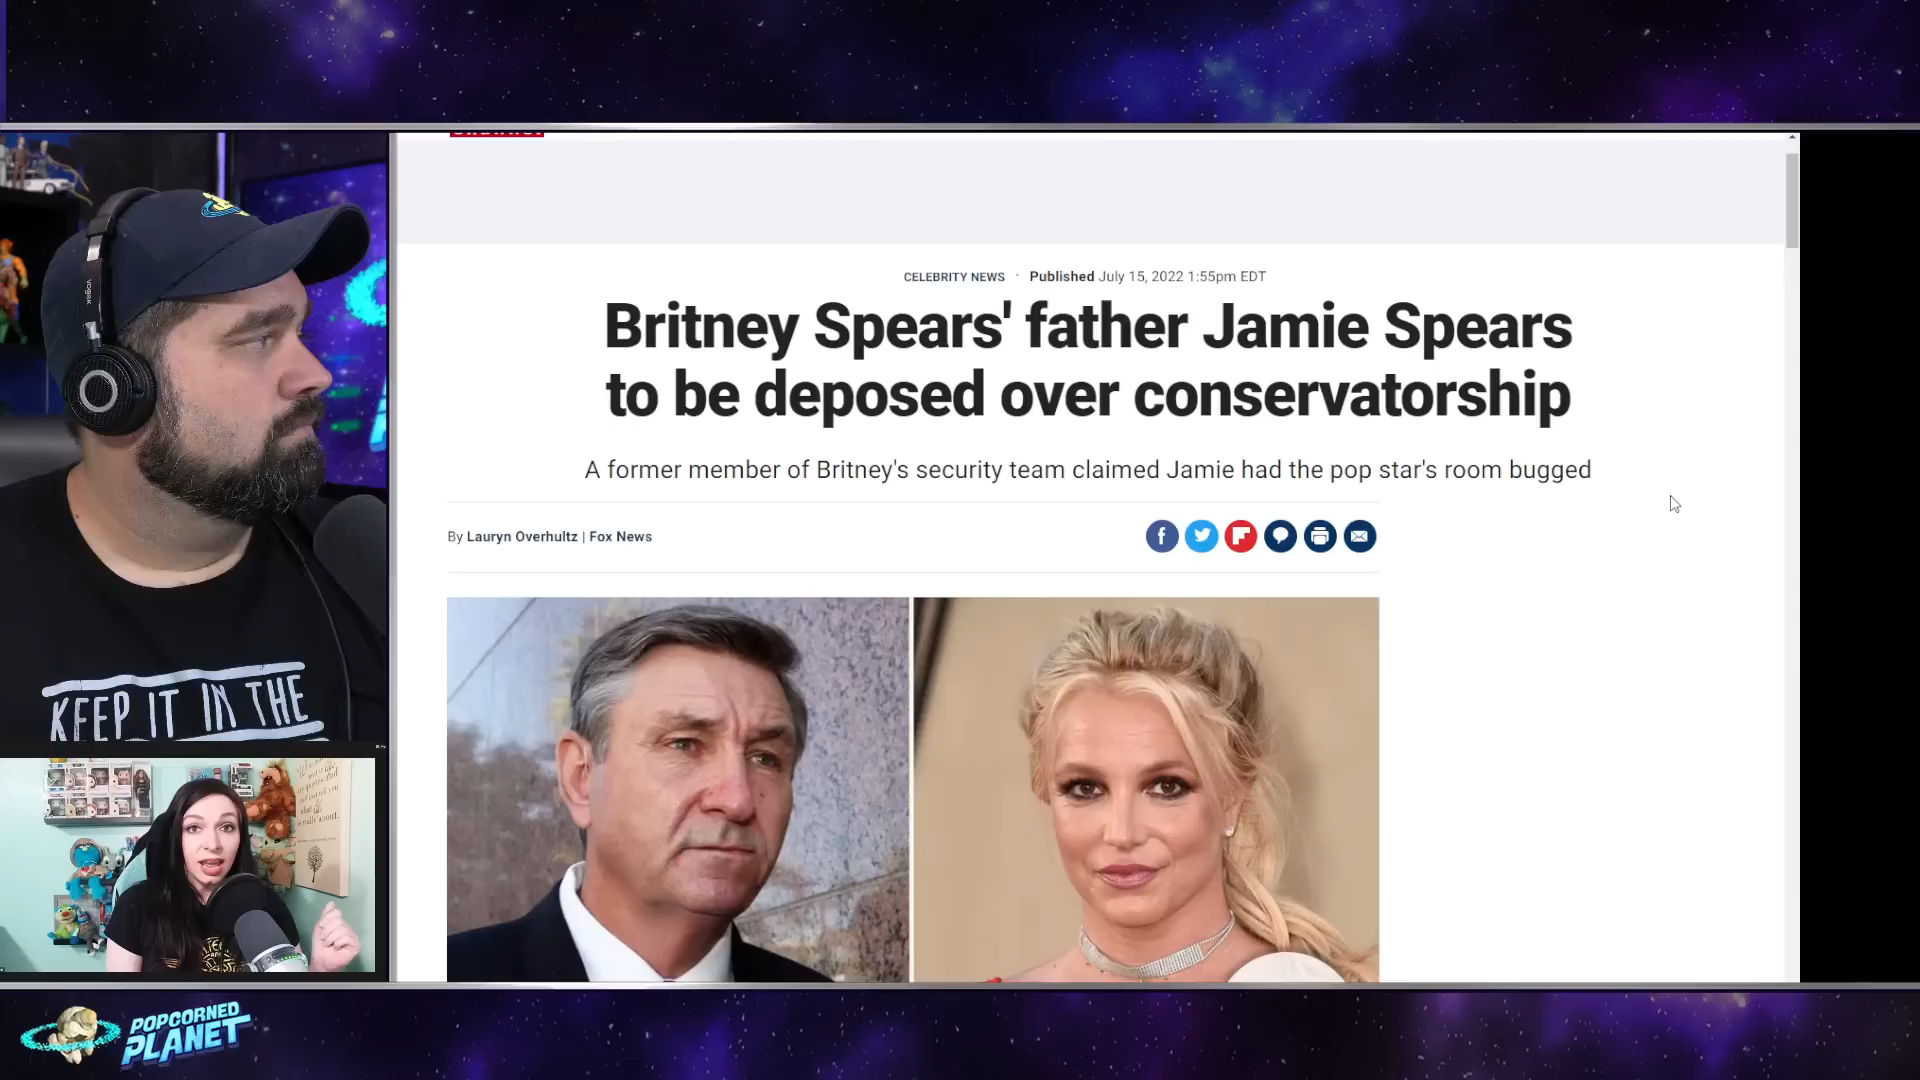 CELEBRITY NEWS · Published July 15, 2022 1:55pm EDT
Britney Spears' father Jamie Spears
to be deposed over conservatorship
A former member of Britney's security team claimed Jamie had the pop star's room bugged
By Lauryn Overhultz | Fox News
KEEP IT IN THE
POPCORNED
PLANET